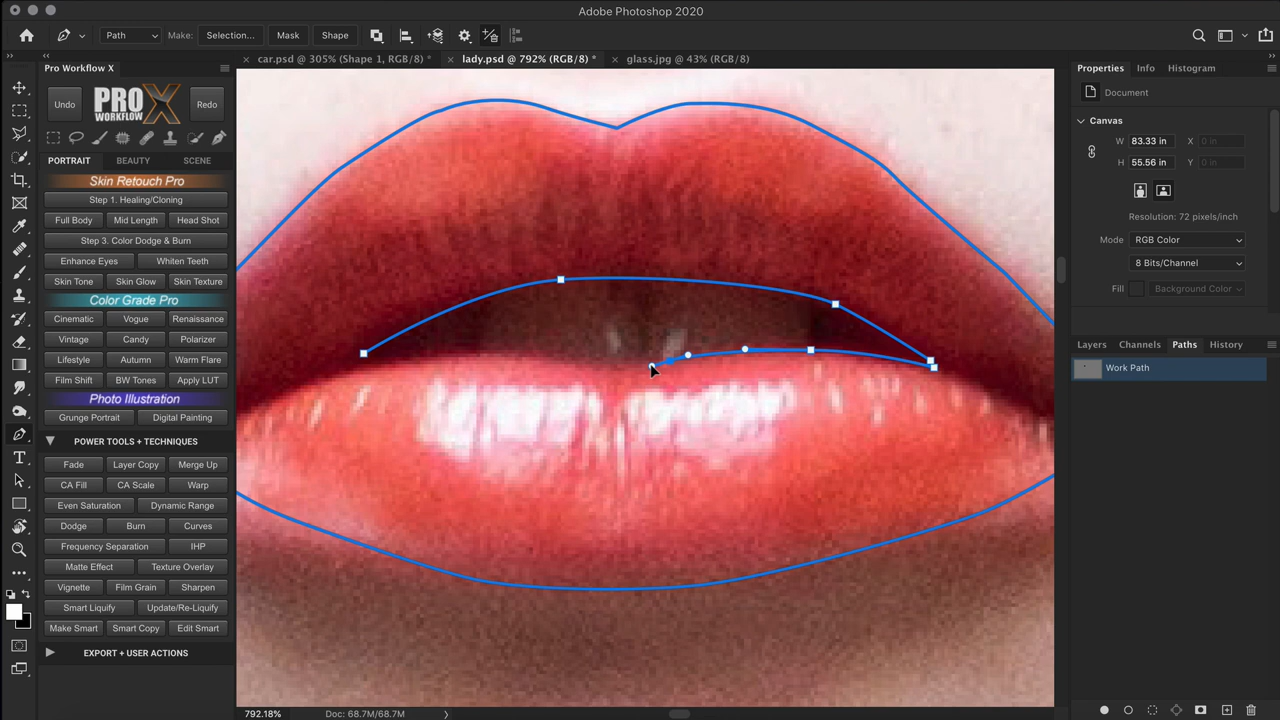 Adobe Photoshop 2020
Path Make: Selection... Mask Shape
car.psd @ 305% (Shape 1, RGB/8) * lady.psd @ 792% (RGB/8) * glass.jpg @ 43% (RGB/8)
Pro Workflow X
Undo PRO WORKFLOW X Redo
PORTRAIT BEAUTY SCENE
Skin Retouch Pro
Step 1. Healing/Cloning
Full Body Mid Length Head Shot
Step 3. Color Dodge & Burn
Enhance Eyes Whiten Teeth
Skin Tone Skin Glow Skin Texture
Color Grade Pro
Cinematic Vogue Renaissance
Vintage Candy Polarizer
Lifestyle Autumn Warm Flare
Film Shift BW Tones Apply LUT
Photo Illustration
Grunge Portrait Digital Painting
POWER TOOLS + TECHNIQUES
Fade Layer Copy Merge Up
CA Fill CA Scale Warp
Enhance Saturation Dynamic Range
Dodge Burn Curves
Frequency Separation IHP
Matte Effect Texture Overlay
Vignette Film Grain Sharpen
Smart Liquify Update/Re-Liquify
Make Smart Smart Copy Edit Smart
EXPORT + USER ACTIONS
792.18% Doc: 68.7M/68.7M
Properties Info Histogram
Document
Canvas
W 83.33 in X 0 in
H 55.56 in Y 0 in
Resolution: 72 pixels/inch
Mode RGB Color
8 Bits/Channel
Fill Background Color
Layers Channels Paths History
Work Path